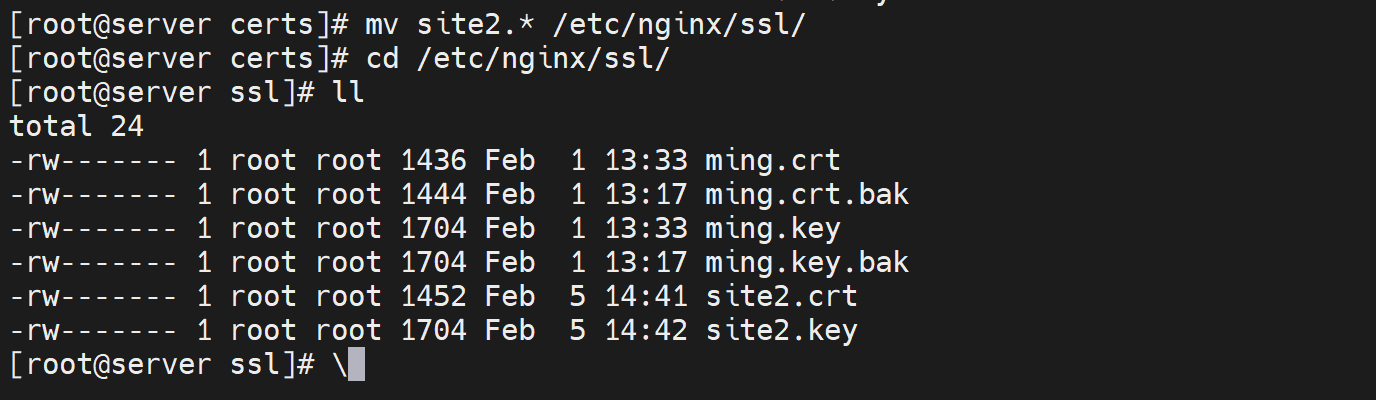 [root@server certs]# mv site2.* /etc/nginx/ssl/
[root@server certs]# cd /etc/nginx/ssl/
[root@server ssl]# ll
total 24
-rw------- 1 root root 1436 Feb  1 13:33 ming.crt
-rw------- 1 root root 1444 Feb  1 13:17 ming.crt.bak
-rw------- 1 root root 1704 Feb  1 13:33 ming.key
-rw------- 1 root root 1704 Feb  1 13:17 ming.key.bak
-rw------- 1 root root 1452 Feb  5 14:41 site2.crt
-rw------- 1 root root 1704 Feb  5 14:42 site2.key
[root@server ssl]# \